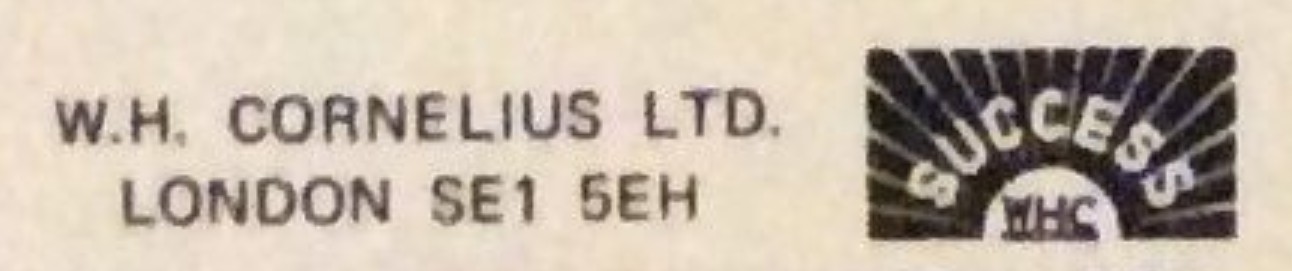 W.H. CORNELIUS LTD.
LONDON SE1 5EH
SUCCESS
WHC